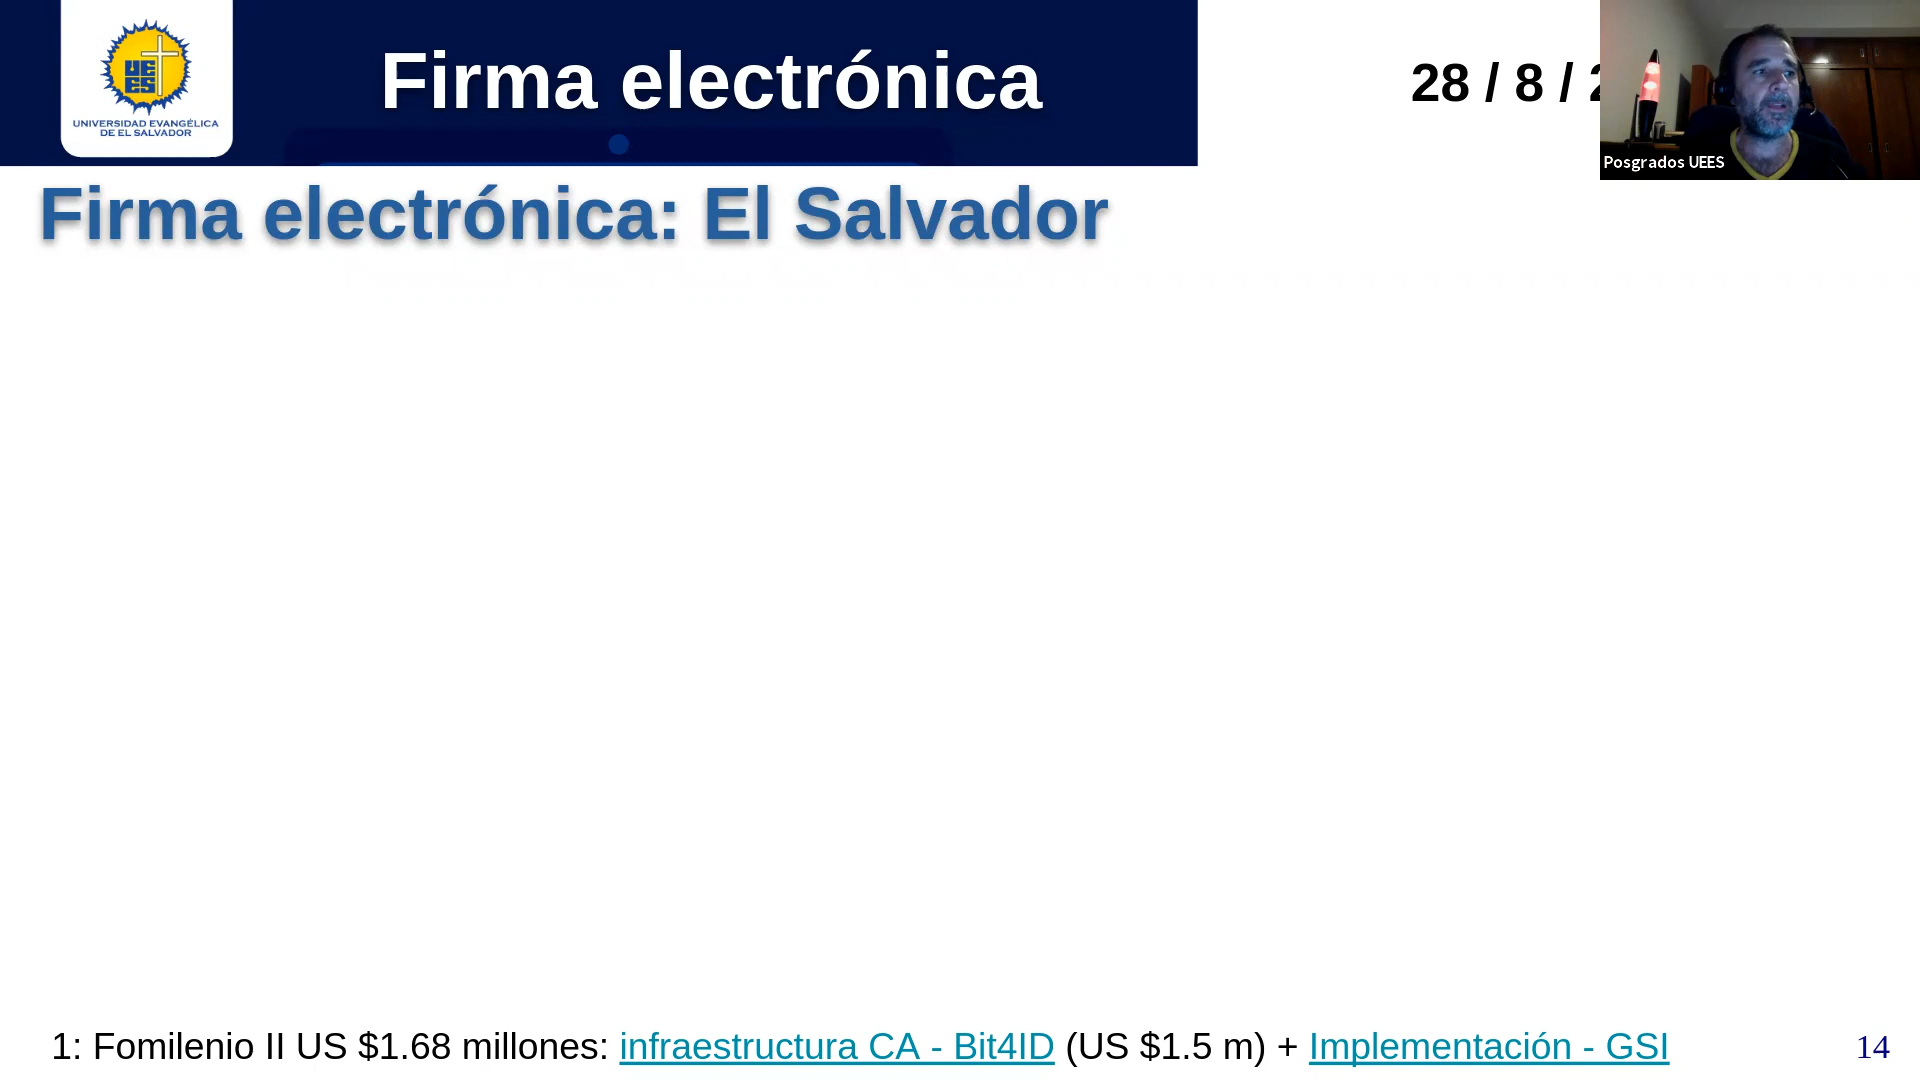 UEES
UNIVERSIDAD EVANGÉLICA
DE EL SALVADOR
Firma electrónica
28 / 8 /
Posgrados UEES
Firma electrónica: El Salvador
1: Fomilenio II US $1.68 millones: infraestructura CA - Bit4ID (US $1.5 m) + Implementación - GSI
14